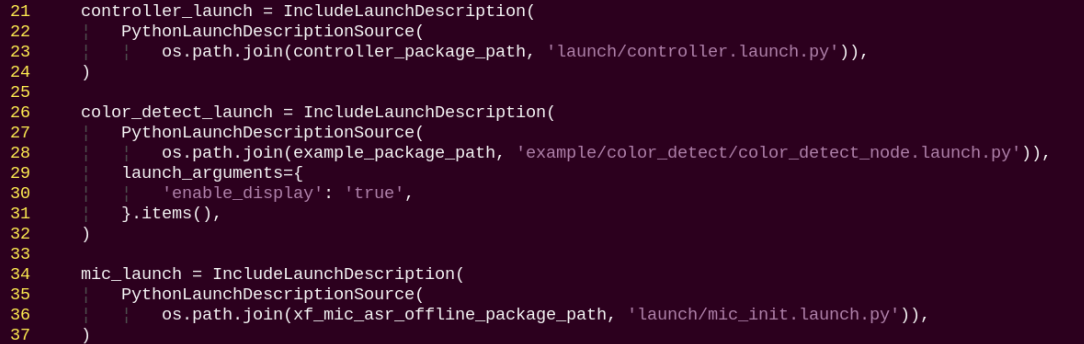 21     controller_launch = IncludeLaunchDescription(
22         PythonLaunchDescriptionSource(
23             os.path.join(controller_package_path, 'launch/controller.launch.py')),
24     )
25
26     color_detect_launch = IncludeLaunchDescription(
27         PythonLaunchDescriptionSource(
28             os.path.join(example_package_path, 'example/color_detect/color_detect_node.launch.py')),
29         launch_arguments={
30             'enable_display': 'true',
31         }.items(),
32     )
33
34     mic_launch = IncludeLaunchDescription(
35         PythonLaunchDescriptionSource(
36             os.path.join(xf_mic_asr_offline_package_path, 'launch/mic_init.launch.py')),
37     )